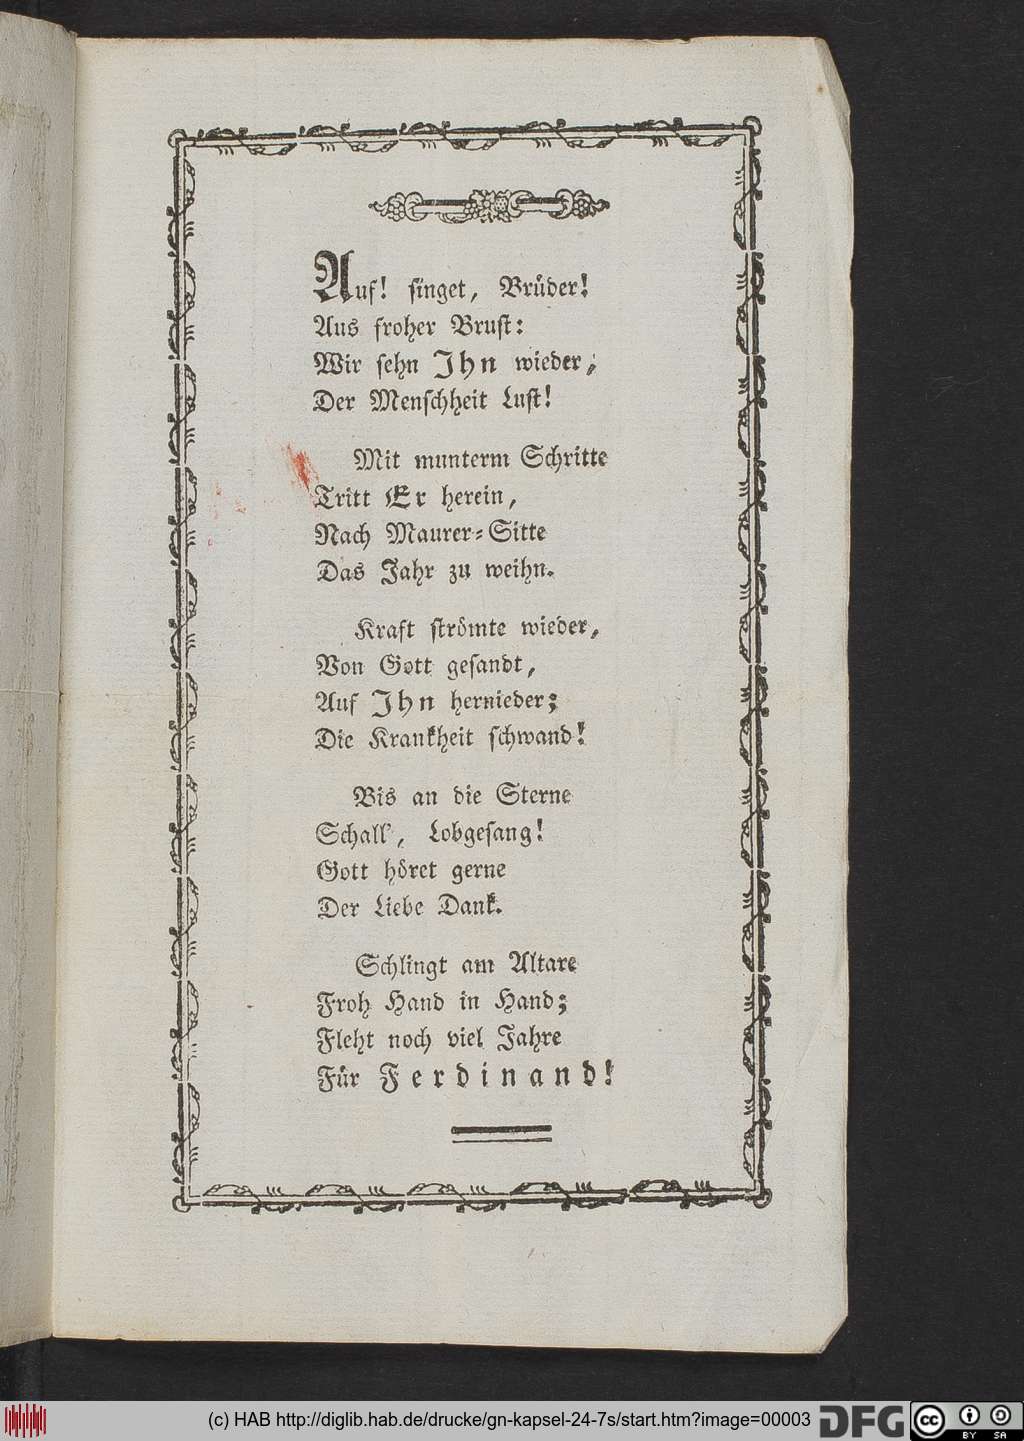 Auf! singet, Brüder!
Aus froher Brust:
Wir sehn Ihn wieder,
Der Menschheit Lust!
Mit munterm Schritte
Tritt Er herein,
Nach Maurer-Sitte
Das Jahr zu weihn.
Kraft strömte wieder,
Von Gott gesandt,
Auf Ihn hernieder;
Die Krankheit schwand!
Bis an die Sterne
Schall', Lobgesang!
Gott höret gerne
Der Liebe Dank.
Schlingt am Altare
Froh Hand in Hand;
Fleht noch viel Jahre
Für Ferdinand!
(c) HAB http://diglib.hab.de/drucke/gn-kapsel-24-7s/start.htm?image=00003
DFG
cc BY SA